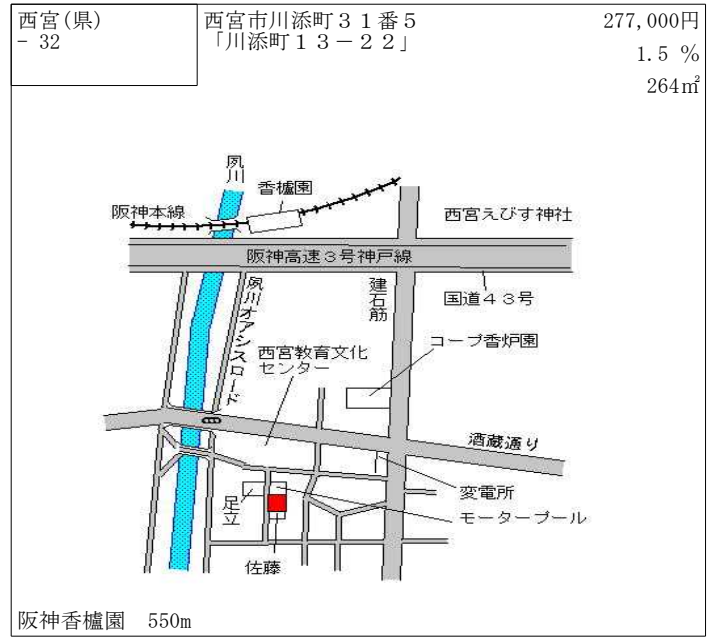 西宮(県)
- 32
西宮市川添町３１番５
「川添町１３－２２」
277,000円
1.5 %
264㎡
夙川
香櫨園
阪神本線
西宮えびす神社
阪神高速３号神戸線
夙川オアシスロード
建石筋
国道４３号
コープ香炉園
西宮教育文化
センター
酒蔵通り
変電所
足立
モータープール
佐藤
阪神香櫨園　550m